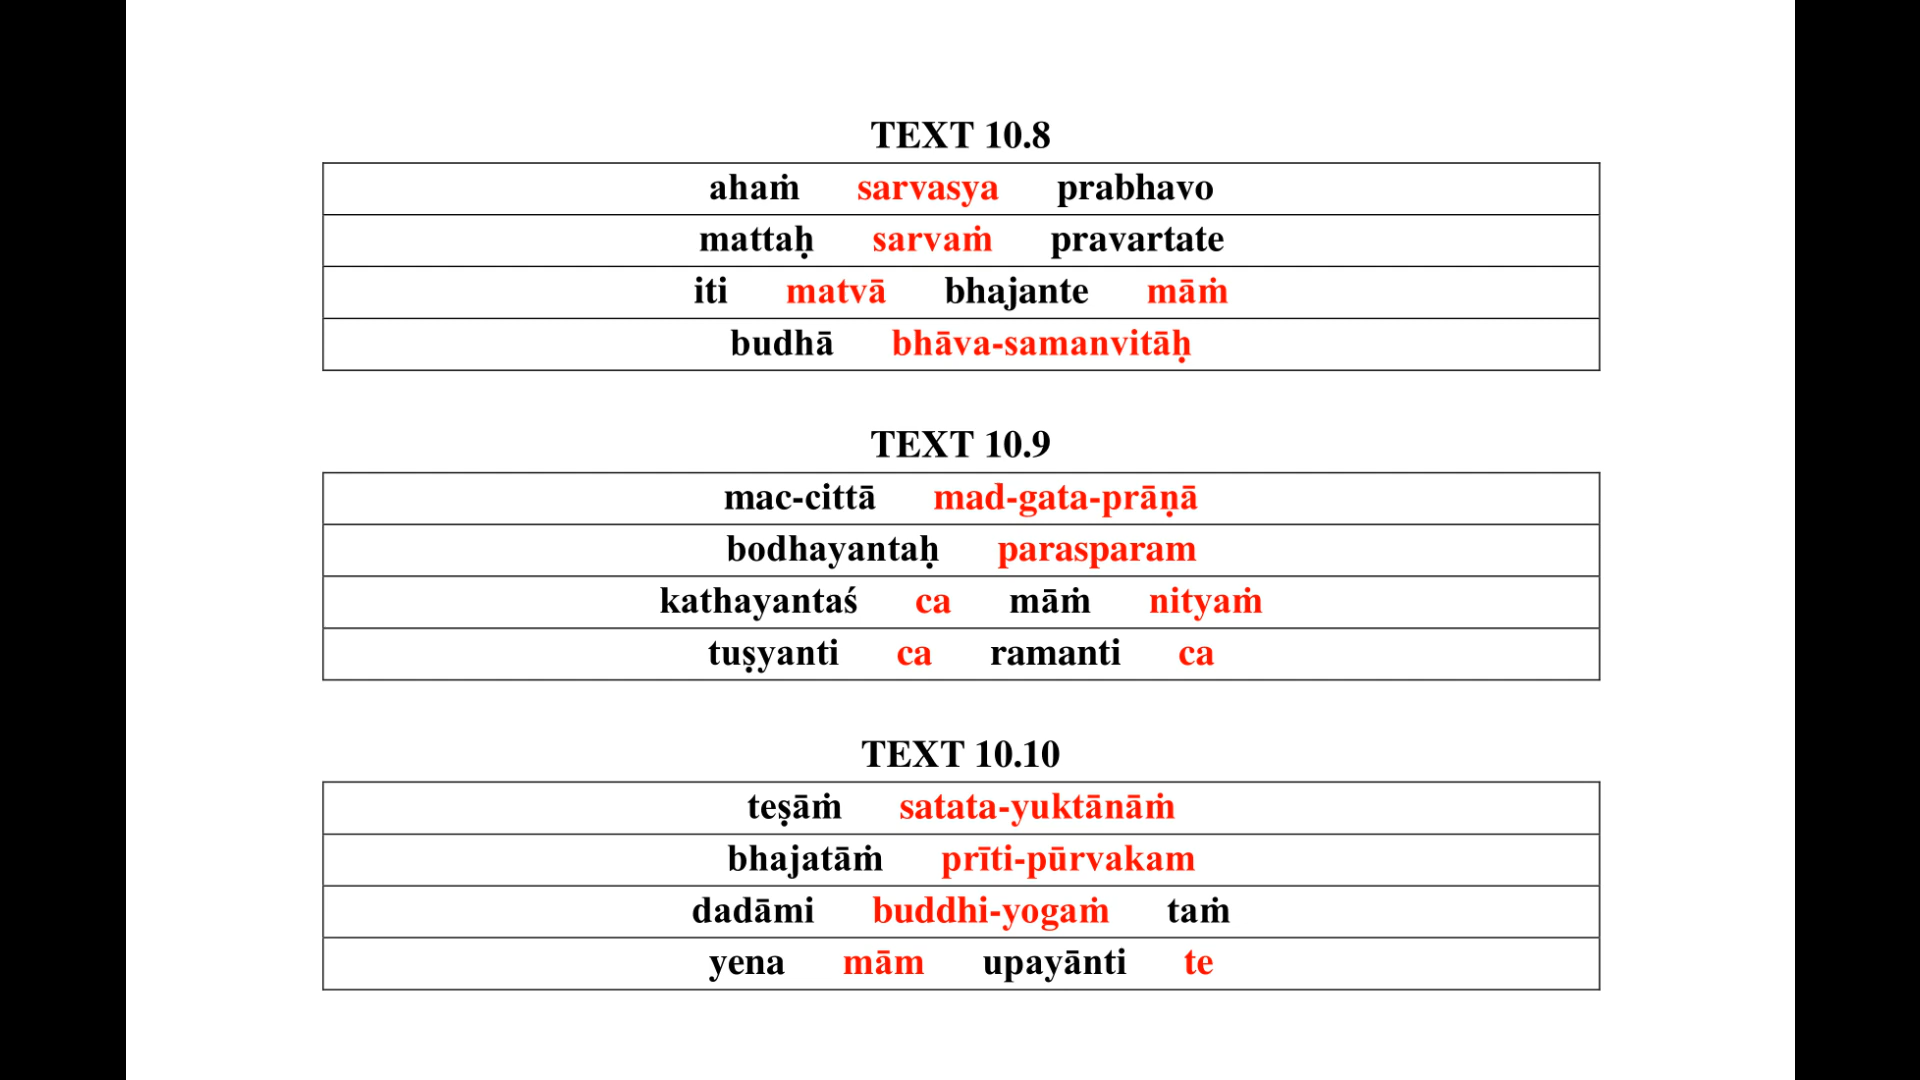 TEXT 10.8
ahaṁ sarvasya prabhavo
mattaḥ sarvaṁ pravartate
iti matvā bhajante māṁ
budhā bhāva-samanvitāḥ
TEXT 10.9
mac-cittā mad-gata-prāṇā
bodhayantaḥ parasparam
kathayantaś ca māṁ nityaṁ
tuṣyanti ca ramanti ca
TEXT 10.10
teṣāṁ satata-yuktānāṁ
bhajatāṁ prīti-pūrvakam
dadāmi buddhi-yogaṁ taṁ
yena mām upayānti te